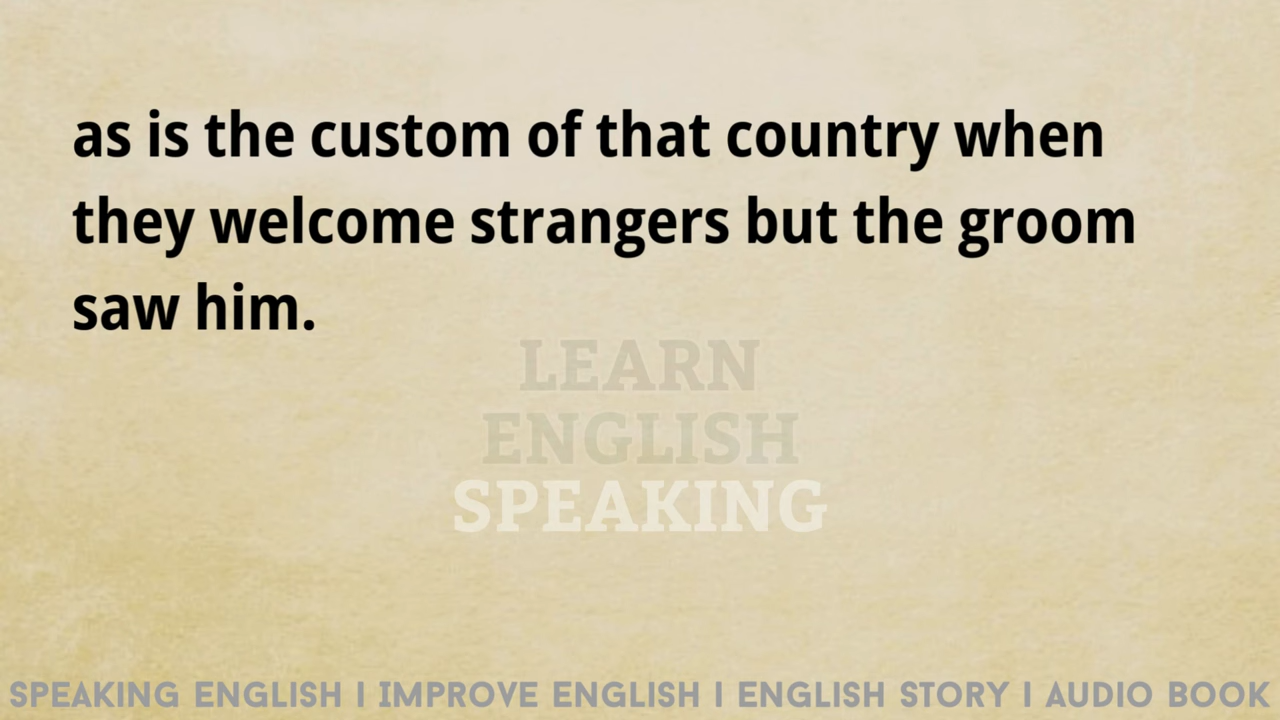 as is the custom of that country when
they welcome strangers but the groom
saw him.
LEARN
ENGLISH
SPEAKING
SPEAKING ENGLISH I IMPROVE ENGLISH I ENGLISH STORY I AUDIO BOOK